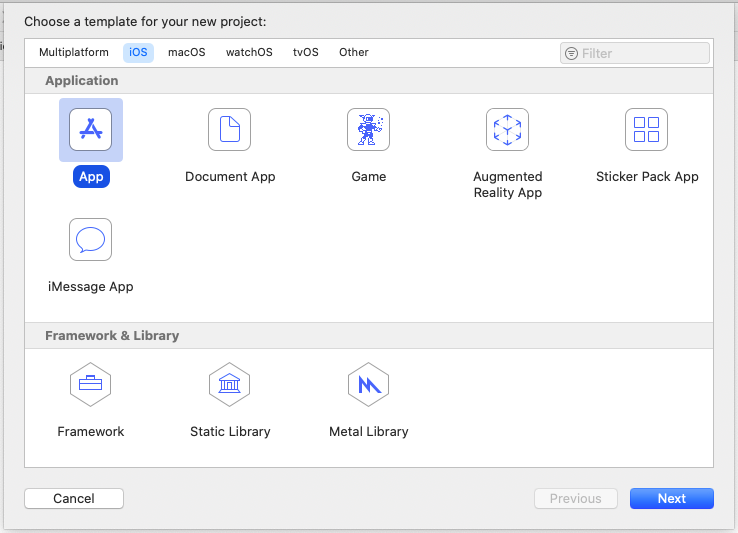 Choose a template for your new project:
Multiplatform iOS macOS watchOS tvOS Other Filter
Application
App Document App Game Augmented Reality App Sticker Pack App
iMessage App
Framework & Library
Framework Static Library Metal Library
Cancel Previous Next